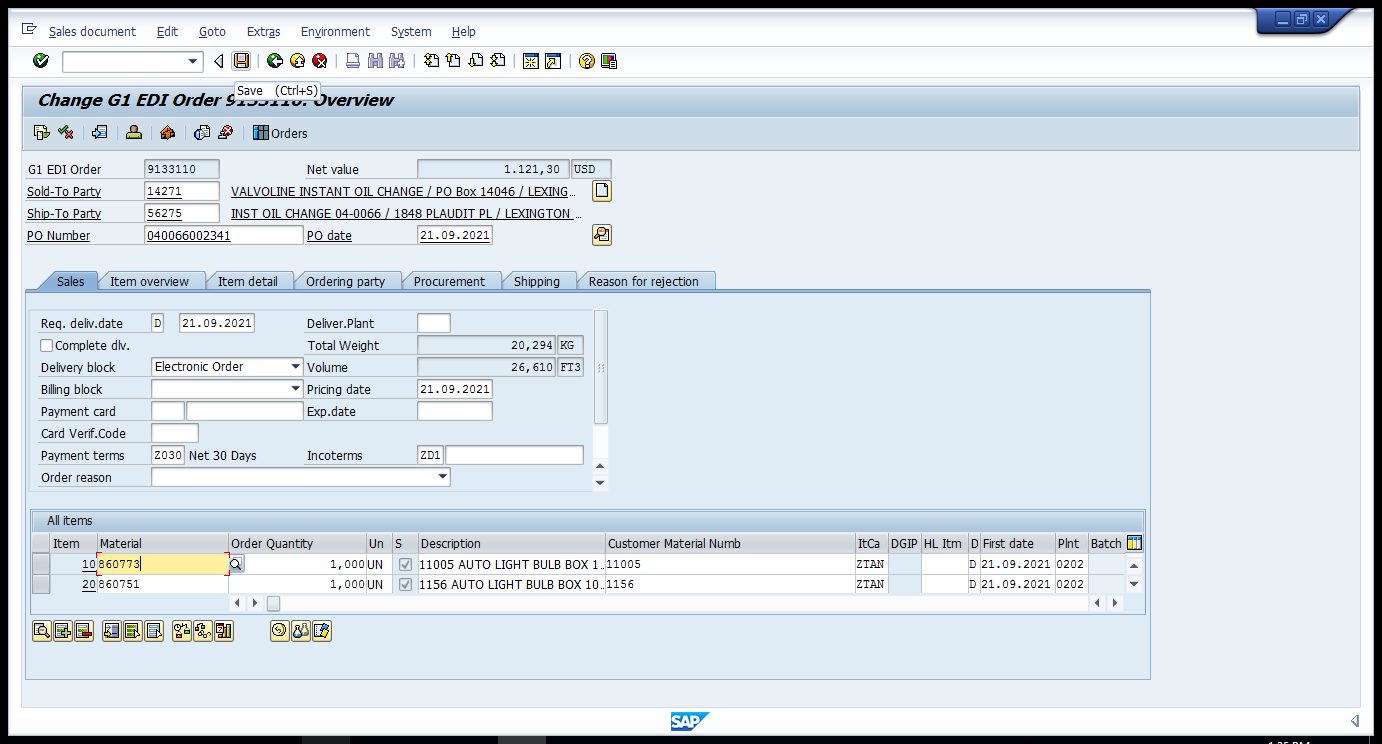 Sales document Edit Goto Extras Environment System Help
Save (Ctrl+S)
Change G1 EDI Order 9133110: Overview
Orders
G1 EDI Order 9133110 Net value 1.121,30 USD
Sold-To Party 14271 VALVOLINE INSTANT OIL CHANGE / PO Box 14046 / LEXING...
Ship-To Party 56275 INST OIL CHANGE 04-0066 / 1848 PLAUDIT PL / LEXINGTON ...
PO Number 040066002341 PO date 21.09.2021
Sales Item overview Item detail Ordering party Procurement Shipping Reason for rejection
Req. deliv.date D 21.09.2021 Deliver.Plant
Complete dlv. Total Weight 20,294 KG
Delivery block Electronic Order Volume 26,610 FT3
Billing block Pricing date 21.09.2021
Payment card Exp.date
Card Verif.Code
Payment terms Z030 Net 30 Days Incoterms ZD1
Order reason
All items
Item Material Order Quantity Un S Description Customer Material Numb ItCa DGIP HL Itm D First date Plnt Batch
10 860773 1,000 UN 11005 AUTO LIGHT BULB BOX 1... 11005 ZTAN D 21.09.2021 0202
20 860751 1,000 UN 1156 AUTO LIGHT BULB BOX 10... 1156 ZTAN D 21.09.2021 0202
SAP